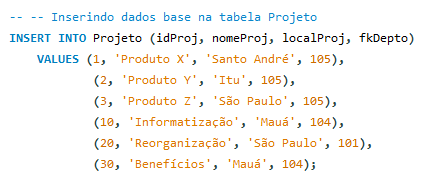 -- -- Inserindo dados base na tabela Projeto
INSERT INTO Projeto (idProj, nomeProj, localProj, fkDepto)
VALUES (1, 'Produto X', 'Santo André', 105),
(2, 'Produto Y', 'Itu', 105),
(3, 'Produto Z', 'São Paulo', 105),
(10, 'Informatização', 'Mauá', 104),
(20, 'Reorganização', 'São Paulo', 101),
(30, 'Benefícios', 'Mauá', 104);